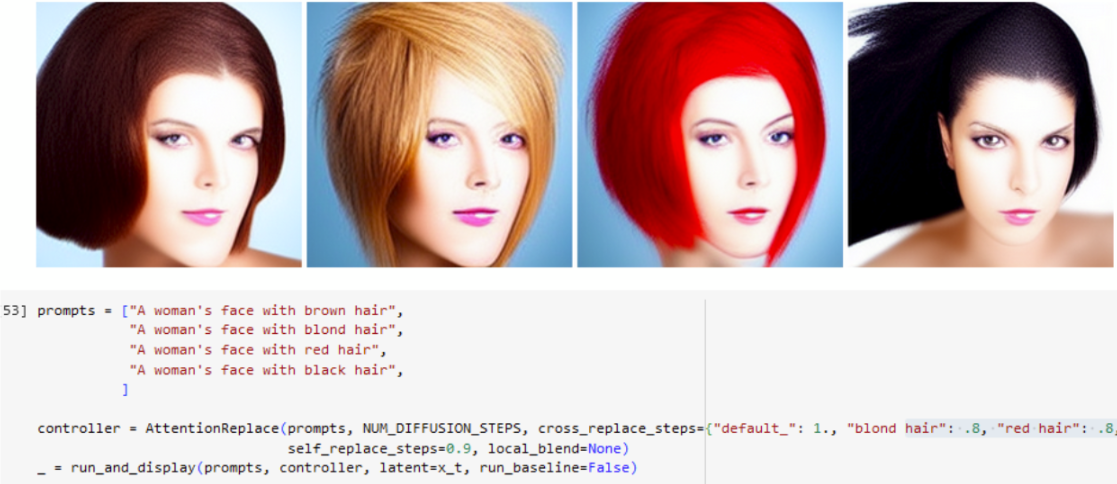 53] prompts = ["A woman's face with brown hair",
"A woman's face with blond hair",
"A woman's face with red hair",
"A woman's face with black hair",
]
controller = AttentionReplace(prompts, NUM_DIFFUSION_STEPS, cross_replace_steps={"default_": 1., "blond hair": .8, "red hair": .8,
self_replace_steps=0.9, local_blend=None)
_ = run_and_display(prompts, controller, latent=x_t, run_baseline=False)